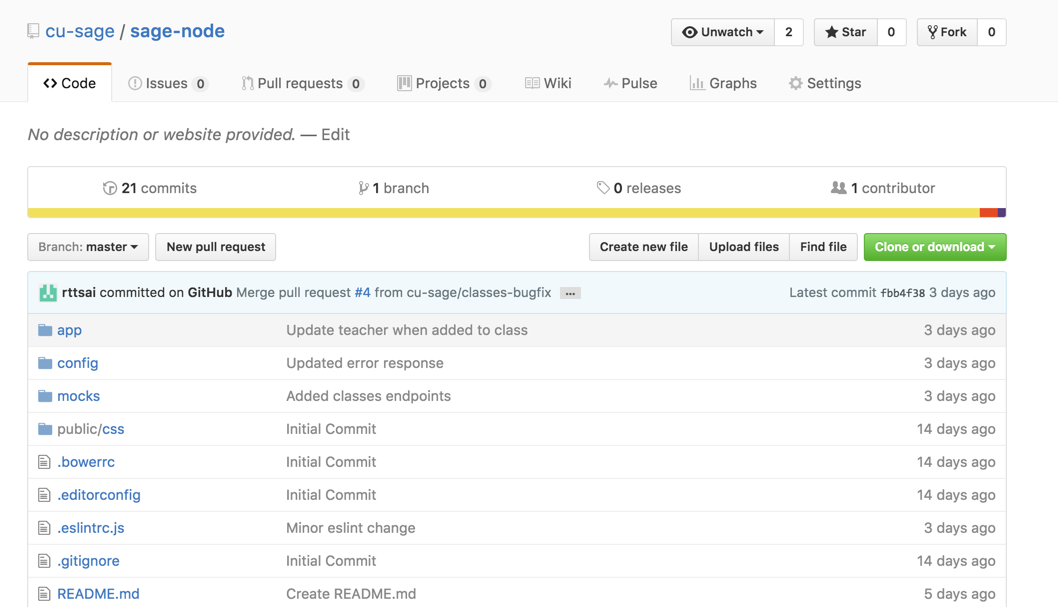 cu-sage / sage-node Unwatch 2 Star 0 Fork 0
Code Issues 0 Pull requests 0 Projects 0 Wiki Pulse Graphs Settings
No description or website provided. — Edit
21 commits 1 branch 0 releases 1 contributor
Branch: master New pull request Create new file Upload files Find file Clone or download
rttsai committed on GitHub Merge pull request #4 from cu-sage/classes-bugfix ... Latest commit fbb4f38 3 days ago
app Update teacher when added to class 3 days ago
config Updated error response 3 days ago
mocks Added classes endpoints 3 days ago
public/css Initial Commit 14 days ago
.bowerrc Initial Commit 14 days ago
.editorconfig Initial Commit 14 days ago
.eslintrc.js Minor eslint change 3 days ago
.gitignore Initial Commit 14 days ago
README.md Create README.md 5 days ago